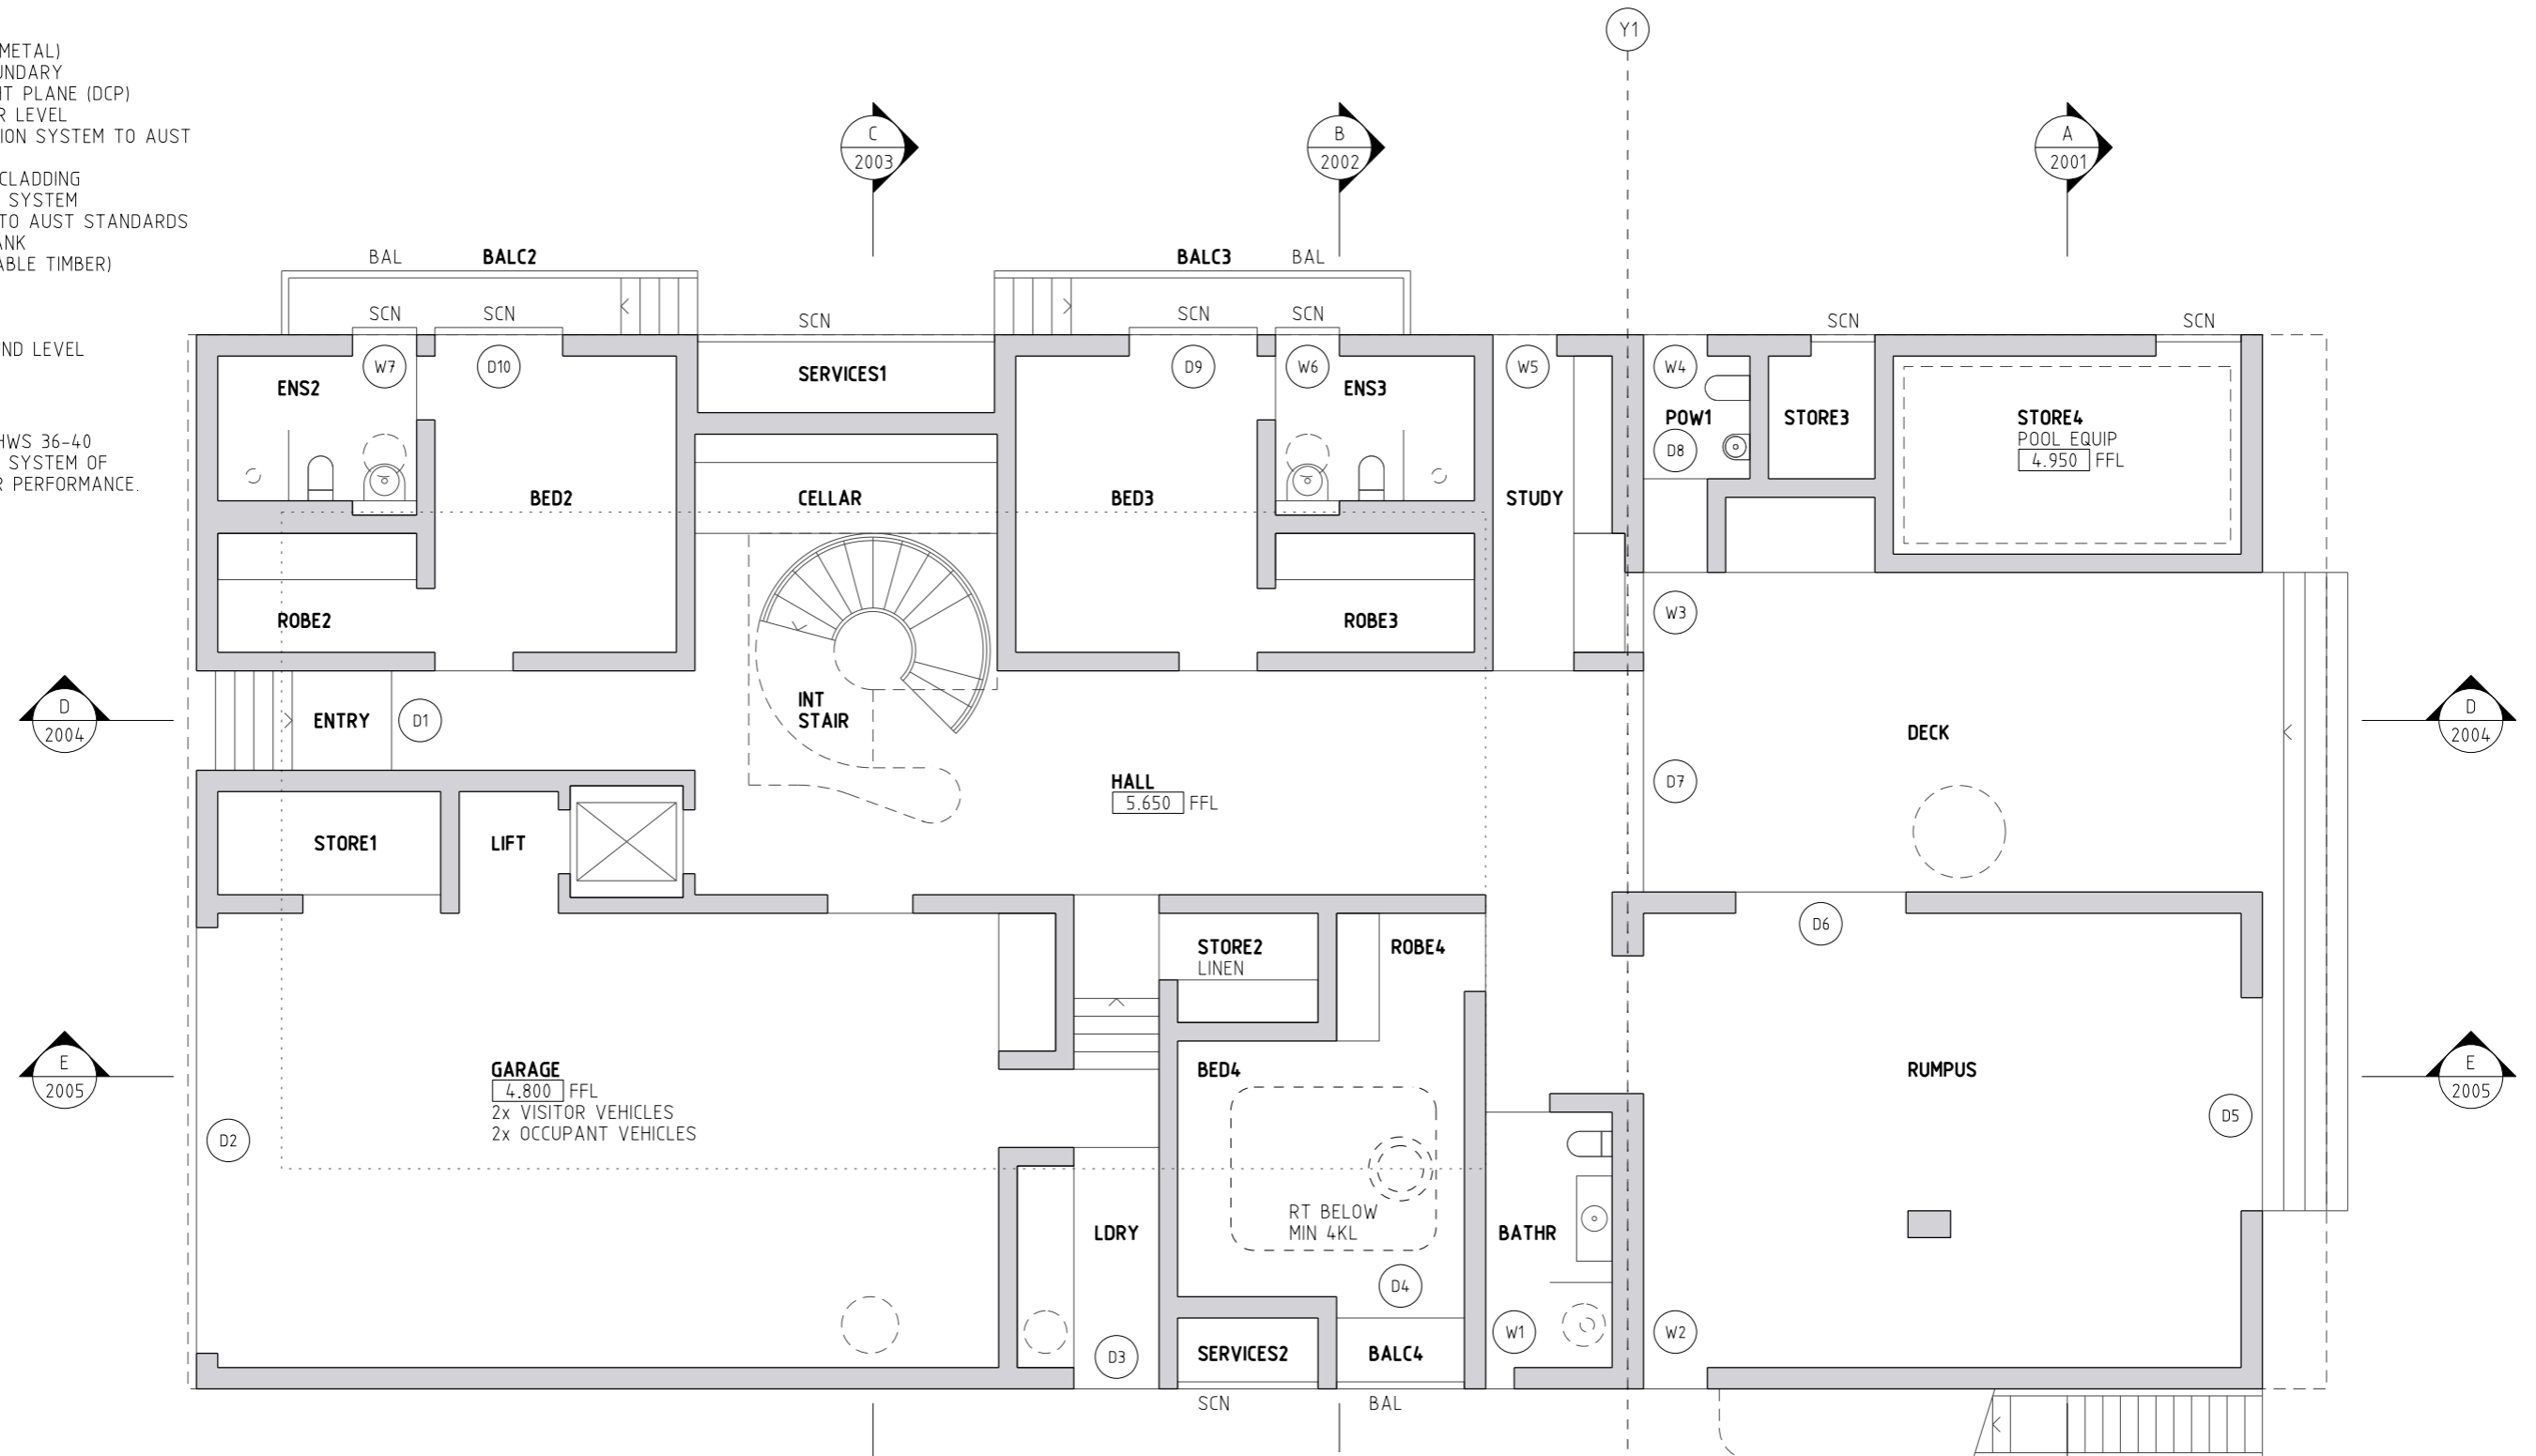 METAL)
UNDARY
HT PLANE (DCP)
R LEVEL
ION SYSTEM TO AUST
CLADDING
SYSTEM
TO AUST STANDARDS
ANK
ABLE TIMBER)
ND LEVEL
HWS 36-40
SYSTEM OF
R PERFORMANCE.
Y1
C
2003
B
2002
A
2001
BAL
BALC2
BALC3
BAL
SCN
SCN
SCN
SCN
SCN
SCN
SCN
W7
D10
D9
W6
W5
W4
ENS2
SERVICES1
ENS3
POW1
D8
STORE3
STORE4
POOL EQUIP
4.950 FFL
BED2
CELLAR
BED3
STUDY
ROBE2
ROBE3
W3
D
2004
ENTRY
D1
INT
STAIR
DECK
D
2004
HALL
5.650 FFL
D7
STORE1
LIFT
D6
STORE2
LINEN
ROBE4
E
2005
GARAGE
4.800 FFL
2x VISITOR VEHICLES
2x OCCUPANT VEHICLES
BED4
RUMPUS
E
2005
D2
D5
RT BELOW
MIN 4KL
LDRY
BATHR
D4
W1
W2
D3
SERVICES2
BALC4
SCN
BAL